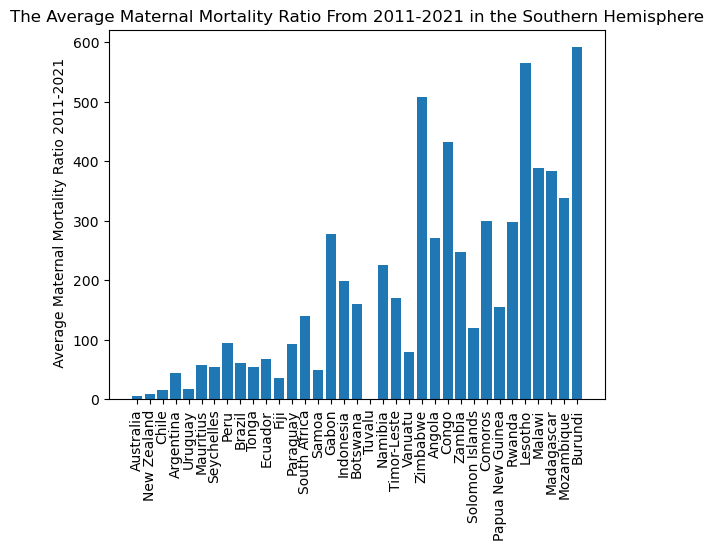 The Average Maternal Mortality Ratio From 2011-2021 in the Southern Hemisphere
Average Maternal Mortality Ratio 2011-2021
600
500
400
300
200
100
0
Australia
New Zealand
Chile
Argentina
Uruguay
Mauritius
Seychelles
Peru
Brazil
Tonga
Ecuador
Fiji
Paraguay
South Africa
Samoa
Gabon
Indonesia
Botswana
Tuvalu
Namibia
Timor-Leste
Vanuatu
Zimbabwe
Angola
Congo
Zambia
Solomon Islands
Comoros
Papua New Guinea
Rwanda
Lesotho
Malawi
Madagascar
Mozambique
Burundi